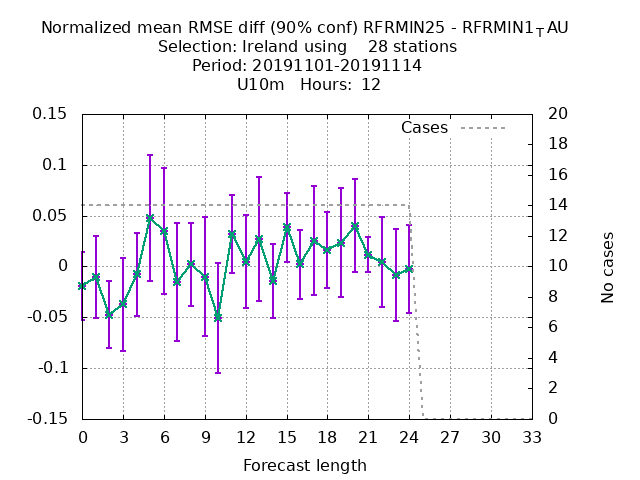 Normalized mean RMSE diff (90% conf) RFRMIN25 - RFRMIN1_TAU
Selection: Ireland using    28 stations
Period: 20191101-20191114
U10m   Hours:  12
Cases
0.15
0.1
0.05
0
-0.05
-0.1
-0.15
20
18
16
14
12
10
8
6
4
2
0
No cases
0 3 6 9 12 15 18 21 24 27 30 33
Forecast length